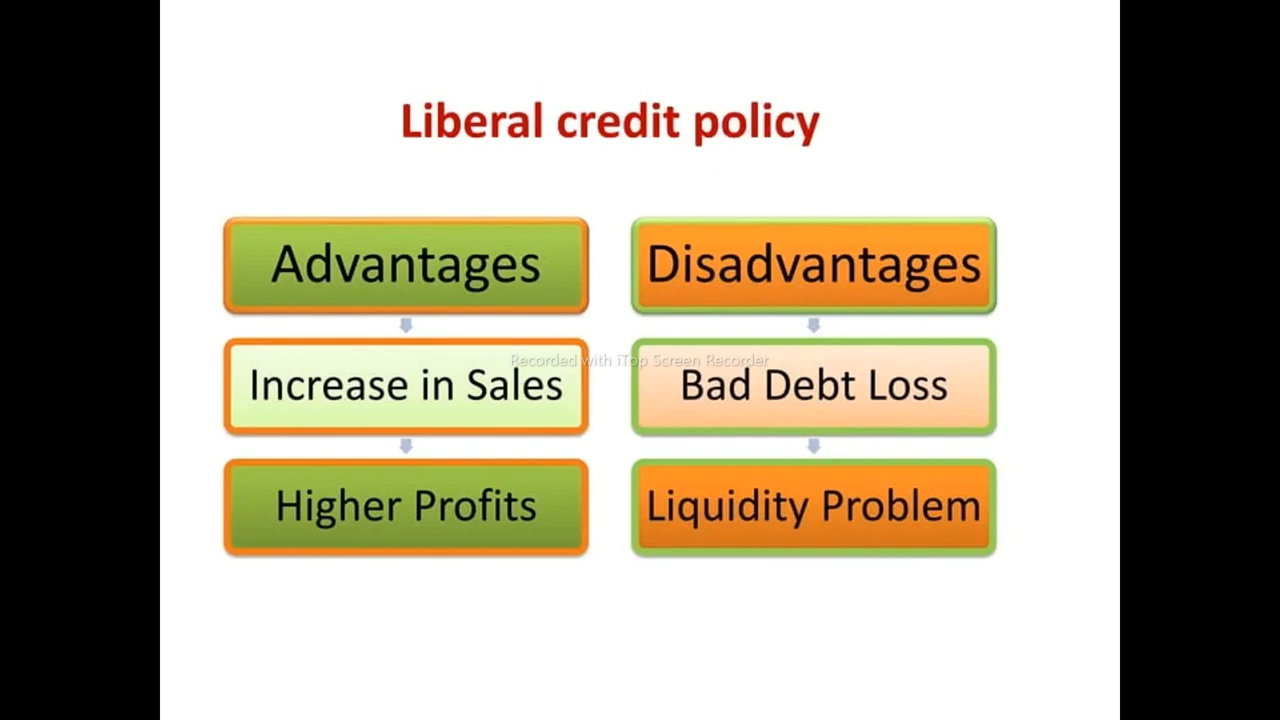 Liberal credit policy
Advantages
Increase in Sales
Higher Profits
Disadvantages
Bad Debt Loss
Liquidity Problem
Recorded with iTop Screen Recorder